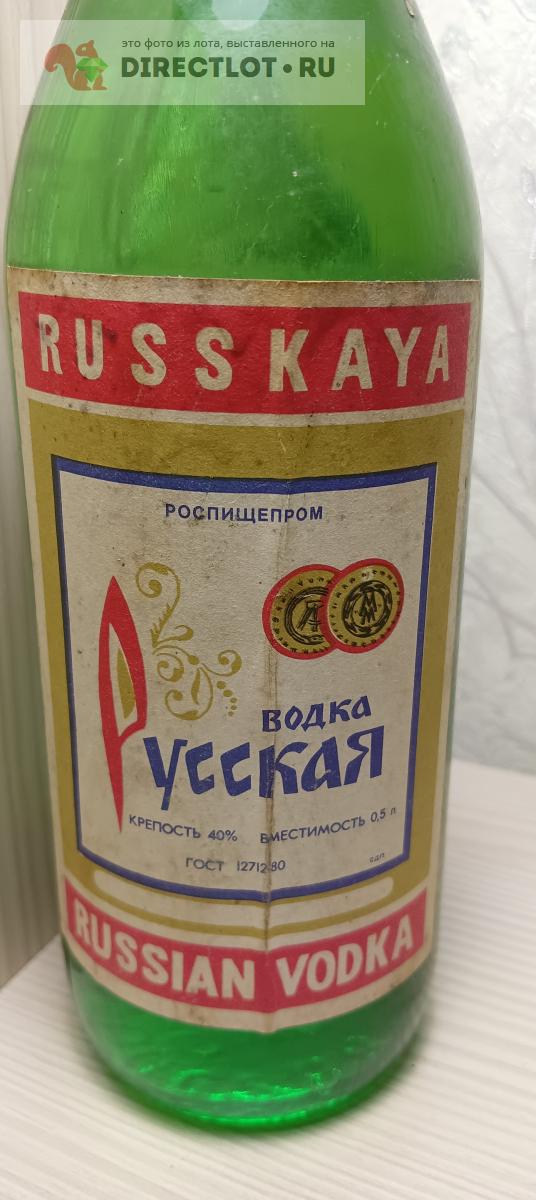 это фото из лота, выставленного на
DIRECTLOT•RU
RUSSKAYA
РОСПИЩЕПРОМ
ВОДКА
РУССКАЯ
КРЕПОСТЬ 40% ВМЕСТИМОСТЬ 0,5 л
ГОСТ 12712-80
RUSSIAN VODKA